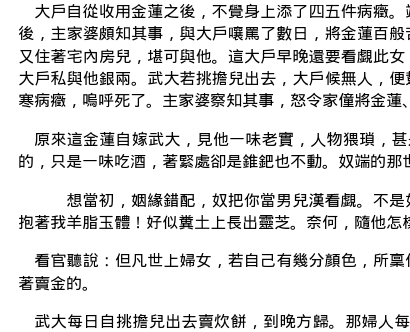 大戶自從收用金蓮之後，不覺身上添了四五件病癥。
後，主家婆頗知其事，與大戶嚷罵了數日，將金蓮百般
又住著宅內房兒，堪可與他。這大戶早晚還要看覷此女
大戶私與他銀兩。武大若挑擔兒出去，大戶候無人，便
寒病癥，嗚呼死了。主家婆察知其事，怒令家僮將金蓮、
原來這金蓮自嫁武大，見他一味老實，人物猥瑣，甚
的，只是一味吃酒，著緊處卻是錐鈀也不動。奴端的那世
想當初，姻緣錯配，奴把你當男兒漢看覷。不是
抱著我羊脂玉體！好似糞土上長出靈芝。奈何，隨他怎樣
看官聽說：但凡世上婦女，若自己有幾分顏色，所稟
著賣金的。
武大每日自挑擔兒出去賣炊餅，到晚方歸。那婦人每